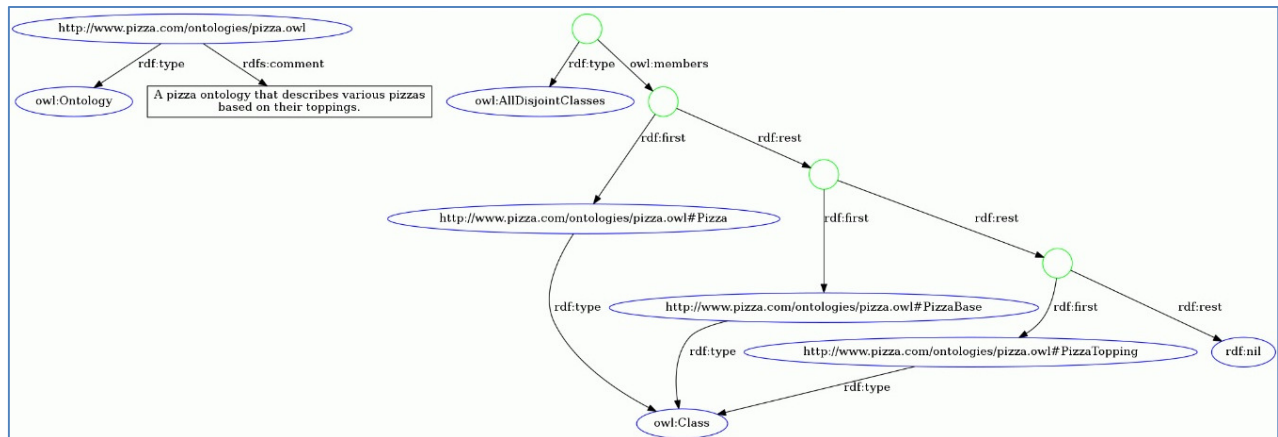 http://www.pizza.com/ontologies/pizza.owl
rdf:type
rdfs:comment
rdf:type
owl:members
owl:Ontology
A pizza ontology that describes various pizzas
based on their toppings.
owl:AllDisjointClasses
rdf:first
rdf:rest
http://www.pizza.com/ontologies/pizza.owl#Pizza
rdf:first
rdf:rest
rdf:type
http://www.pizza.com/ontologies/pizza.owl#PizzaBase
rdf:first
rdf:rest
rdf:type
http://www.pizza.com/ontologies/pizza.owl#PizzaTopping
rdf:nil
rdf:type
owl:Class